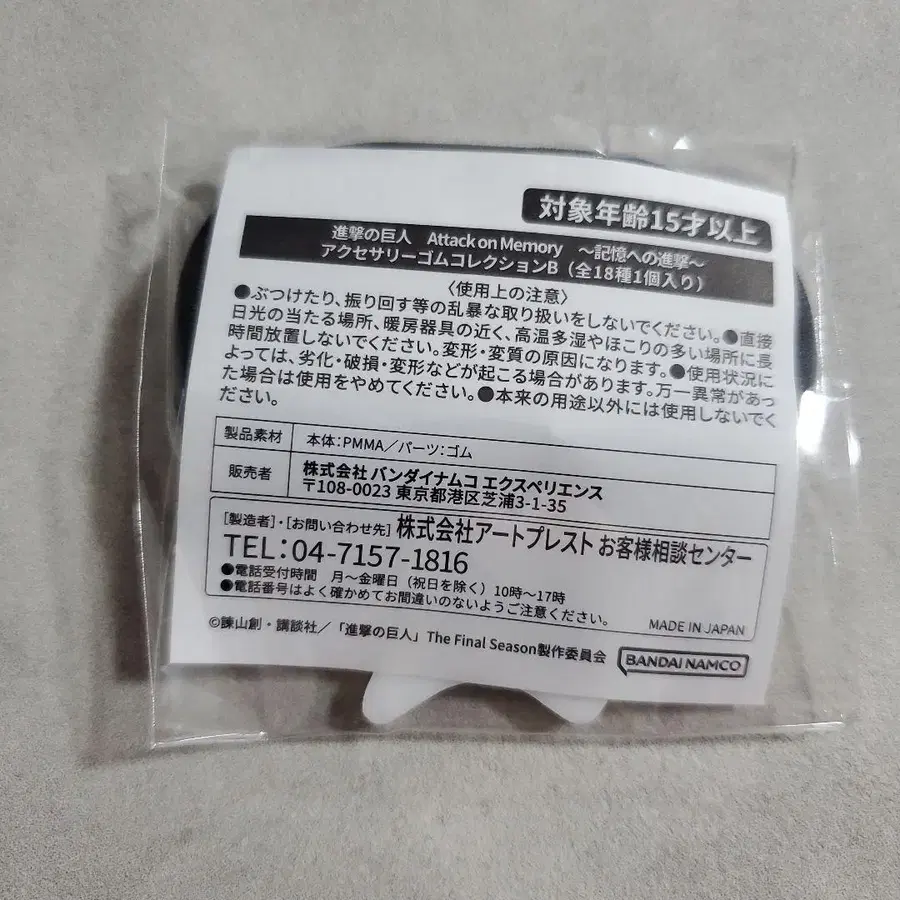 対象年齢15才以上
進撃の巨人 Attack on Memory ～記憶への進撃～
アクセサリーゴムコレクションB（全18種1個入り）
〈使用上の注意〉
●ぶつけたり、振り回す等の乱暴な取り扱いをしないでください。●直接
日光の当たる場所、暖房器具の近く、高温多湿やほこりの多い場所に長
時間放置しないでください。変形・変質の原因になります。●使用状況に
よっては、劣化・破損・変形などが起こる場合があります。万一異常があっ
た場合は使用をやめてください。●本来の用途以外には使用しないでく
ださい。
製品素材 本体：PMMA／パーツ：ゴム
販売者 株式会社 バンダイナムコ エクスペリエンス
〒108-0023 東京都港区芝浦3-1-35
［製造者］・［お問い合わせ先］株式会社アートプレスト お客様相談センター
TEL：04-7157-1816
●電話受付時間 月～金曜日（祝日を除く）10時～17時
●電話番号はよく確かめてお間違いのないようご注意ください。
MADE IN JAPAN
©諫山創・講談社／「進撃の巨人」The Final Season製作委員会
BANDAI NAMCO